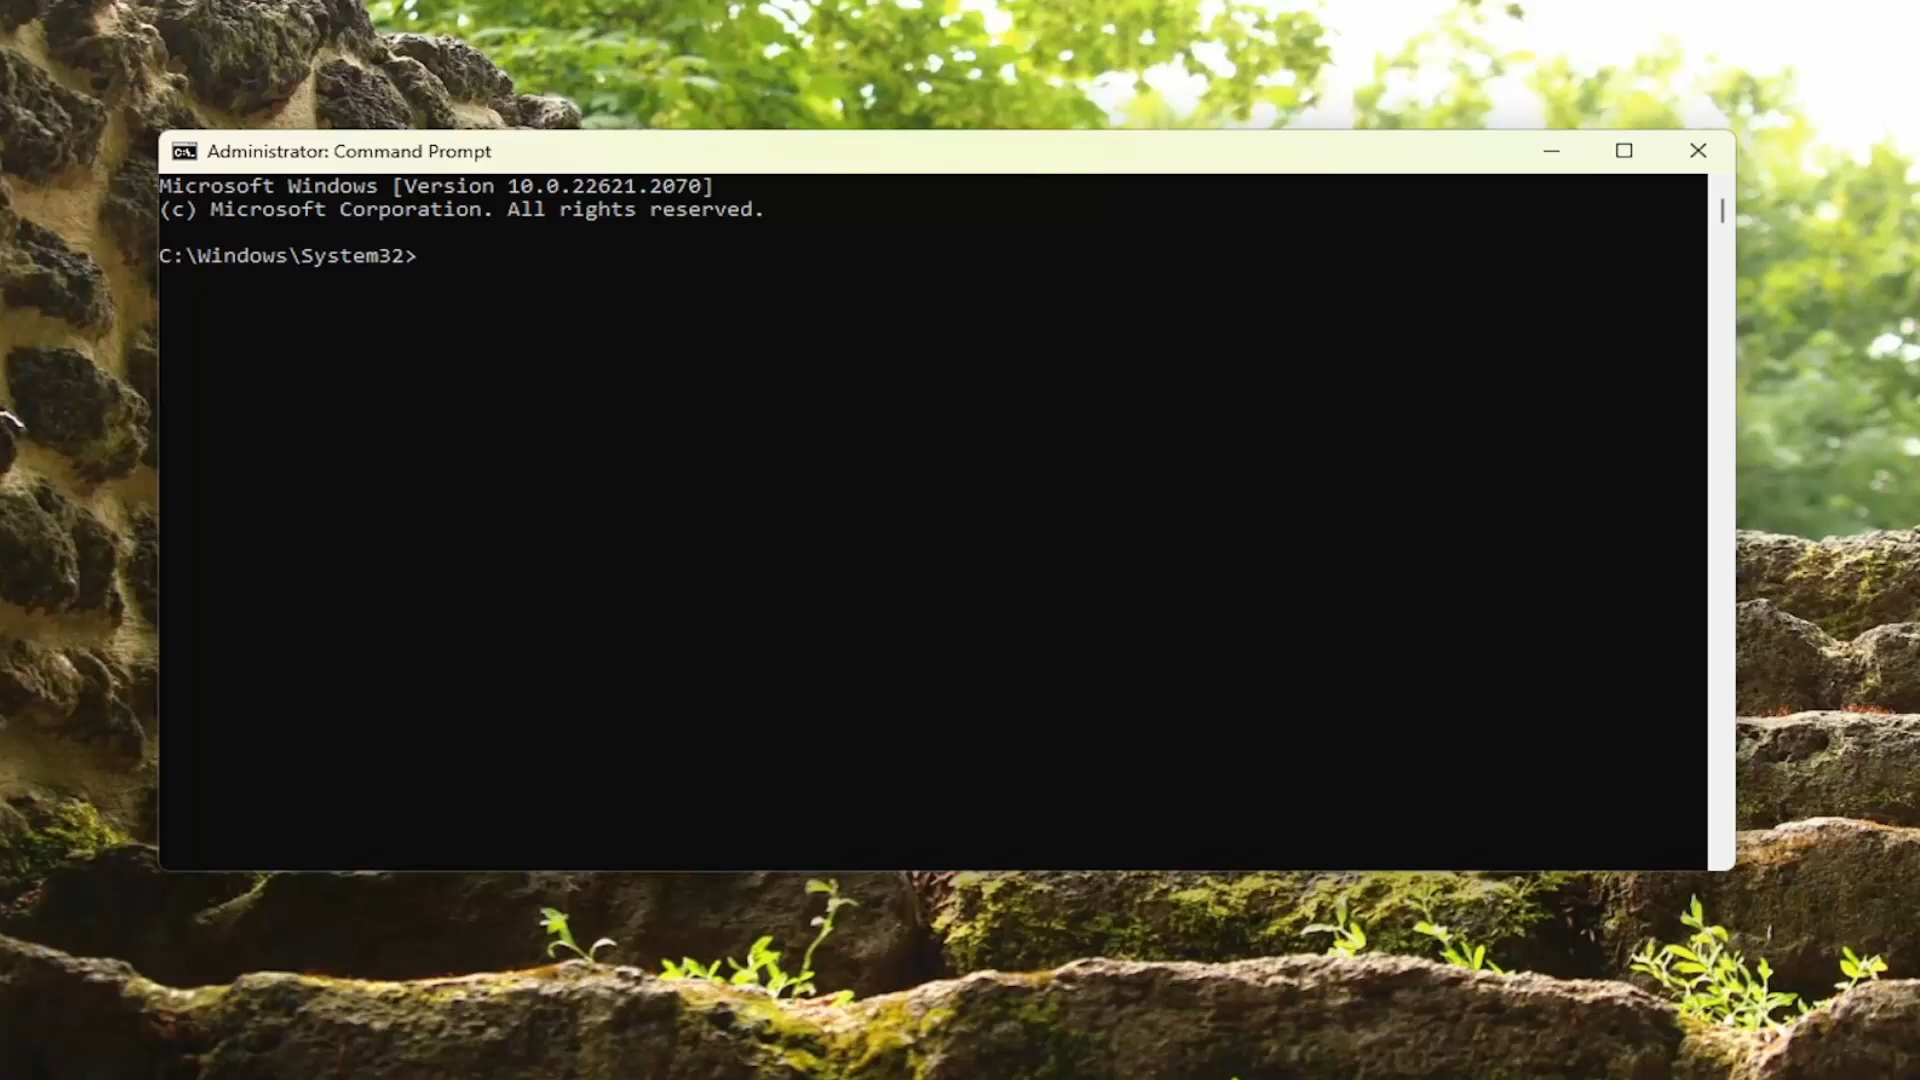 Administrator: Command Prompt
Microsoft Windows [Version 10.0.22621.2070]
(c) Microsoft Corporation. All rights reserved.
C:\Windows\System32>